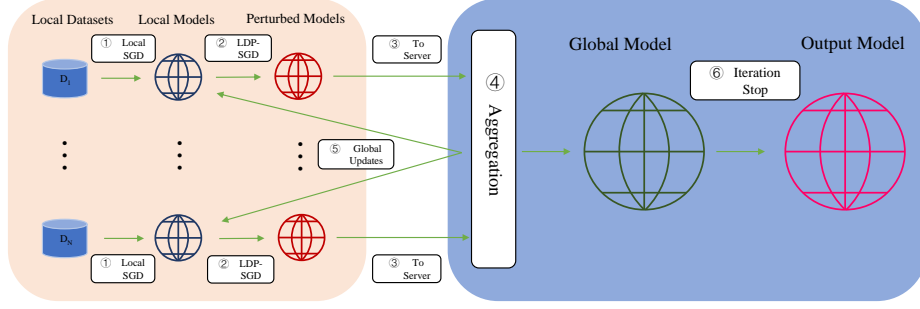 Local Datasets
Local Models
Perturbed Models
① Local
SGD
② LDP-
SGD
③ To
Server
Global Model
Output Model
D1
④ Aggregation
⑥ Iteration
Stop
⑤ Global
Updates
DN
① Local
SGD
② LDP-
SGD
③ To
Server